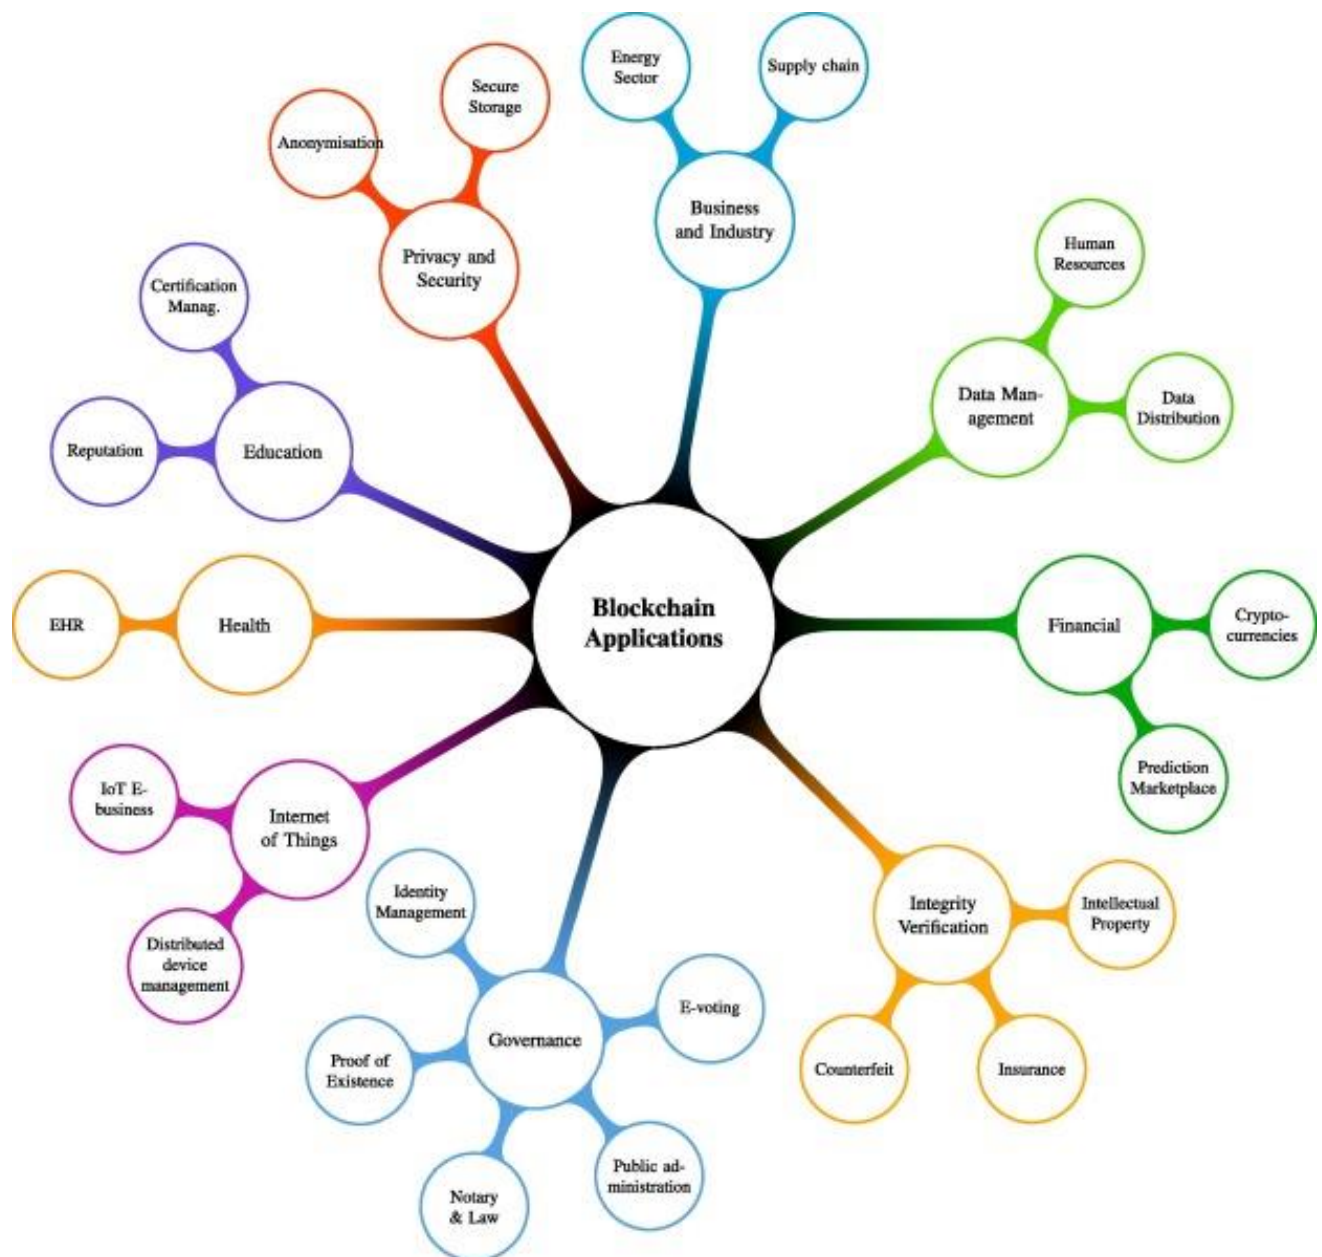 Energy
Sector
Supply chain
Secure
Storage
Anonymisation
Business
and Industry
Privacy and
Security
Human
Resources
Certification
Manag.
Data Man-
agement
Data
Distribution
Reputation
Education
Blockchain
Applications
EHR
Health
Financial
Crypto-
currencies
Prediction
Marketplace
IoT E-
business
Internet
of Things
Distributed
device
management
Identity
Management
Integrity
Verification
Intellectual
Property
E-voting
Governance
Proof of
Existence
Counterfeit
Insurance
Public ad-
ministration
Notary
& Law